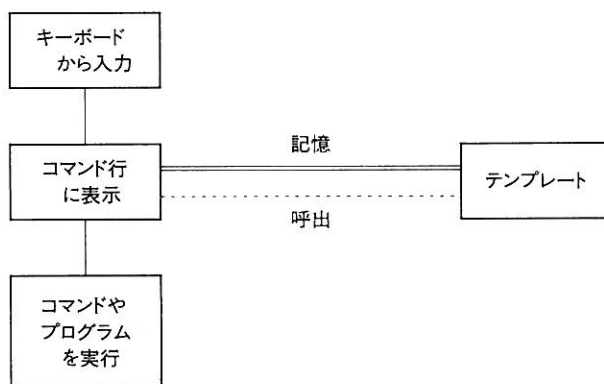 キーボード
から入力
コマンド行
に表示
記憶
呼出
テンプレート
コマンドや
プログラム
を実行